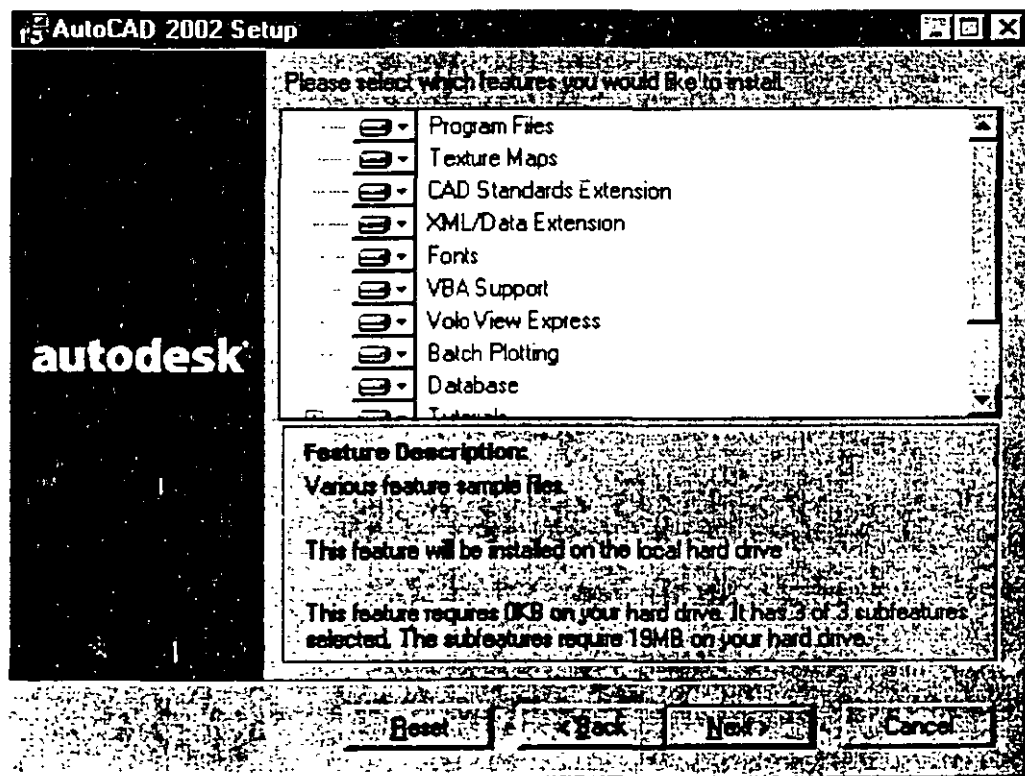 AutoCAD 2002 Setup
Please select which features you would like to install.
Program Files
Texture Maps
CAD Standards Extension
XML/Data Extension
Fonts
VBA Support
Volo View Express
Batch Plotting
Database
Tutorials
autodesk
Feature Description:
Various feature sample files.
This feature will be installed on the local hard drive
This feature requires 0KB on your hard drive. It has 3 of 3 subfeatures
selected. The subfeatures require 19MB on your hard drive.
Reset
< Back
Next >
Cancel